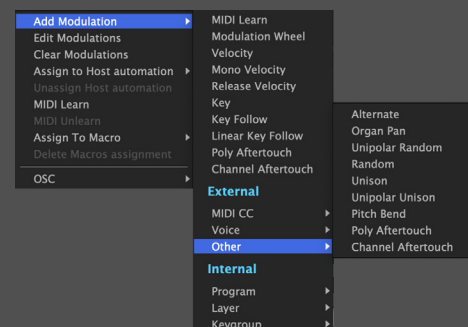 Add Modulation
Edit Modulations
Clear Modulations
Assign to Host automation
Unassign Host automation
MIDI Learn
MIDI Unlearn
Assign To Macro
Delete Macros assignment
OSC
MIDI Learn
Modulation Wheel
Velocity
Mono Velocity
Release Velocity
Key
Key Follow
Linear Key Follow
Poly Aftertouch
Channel Aftertouch
External
MIDI CC
Voice
Other
Internal
Program
Layer
Keygroup
Alternate
Organ Pan
Unipolar Random
Random
Unison
Unipolar Unison
Pitch Bend
Poly Aftertouch
Channel Aftertouch